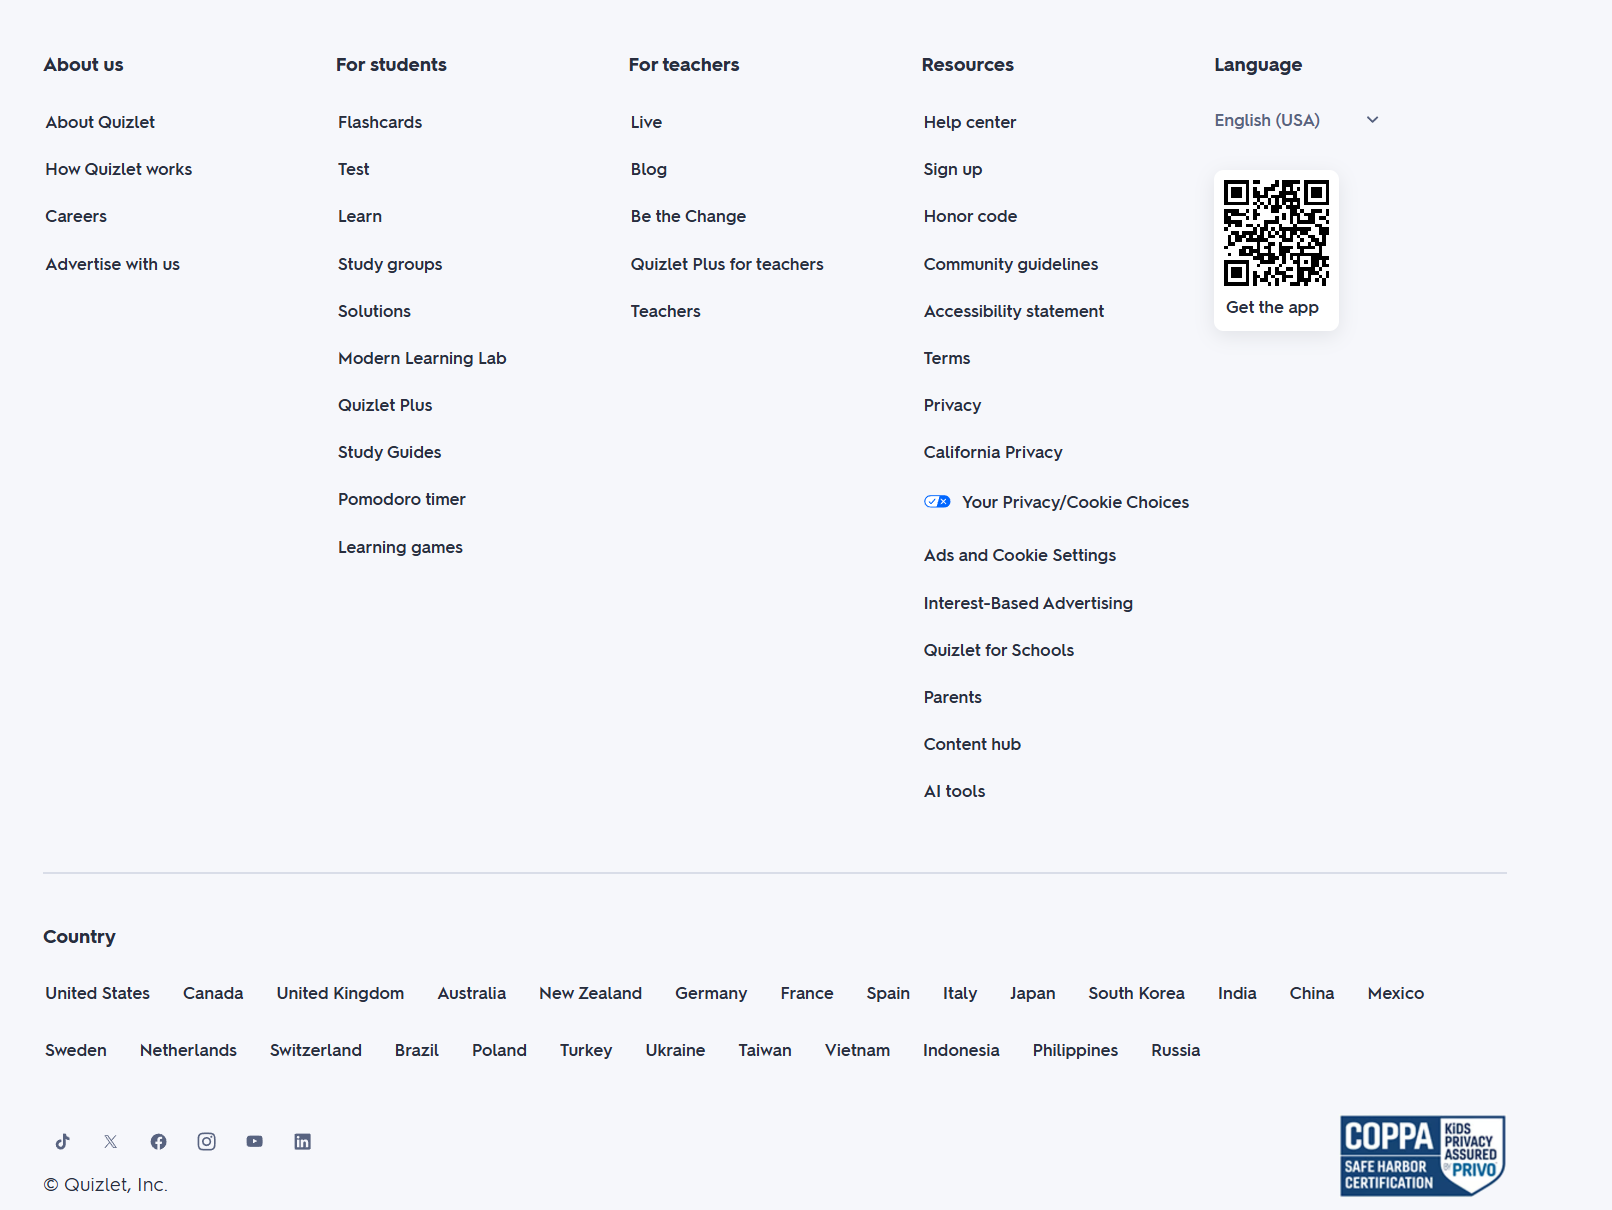 About us
About Quizlet
How Quizlet works
Careers
Advertise with us
For students
Flashcards
Test
Learn
Study groups
Solutions
Modern Learning Lab
Quizlet Plus
Study Guides
Pomodoro timer
Learning games
For teachers
Live
Blog
Be the Change
Quizlet Plus for teachers
Teachers
Resources
Help center
Sign up
Honor code
Community guidelines
Accessibility statement
Terms
Privacy
California Privacy
Your Privacy/Cookie Choices
Ads and Cookie Settings
Interest-Based Advertising
Quizlet for Schools
Parents
Content hub
AI tools
Language
English (USA)
Get the app
Country
United States Canada United Kingdom Australia New Zealand Germany France Spain Italy Japan South Korea India China Mexico
Sweden Netherlands Switzerland Brazil Poland Turkey Ukraine Taiwan Vietnam Indonesia Philippines Russia
© Quizlet, Inc.
COPPA
SAFE HARBOR
CERTIFICATION
KiDS
PRIVACY
ASSURED
BY PRIVO